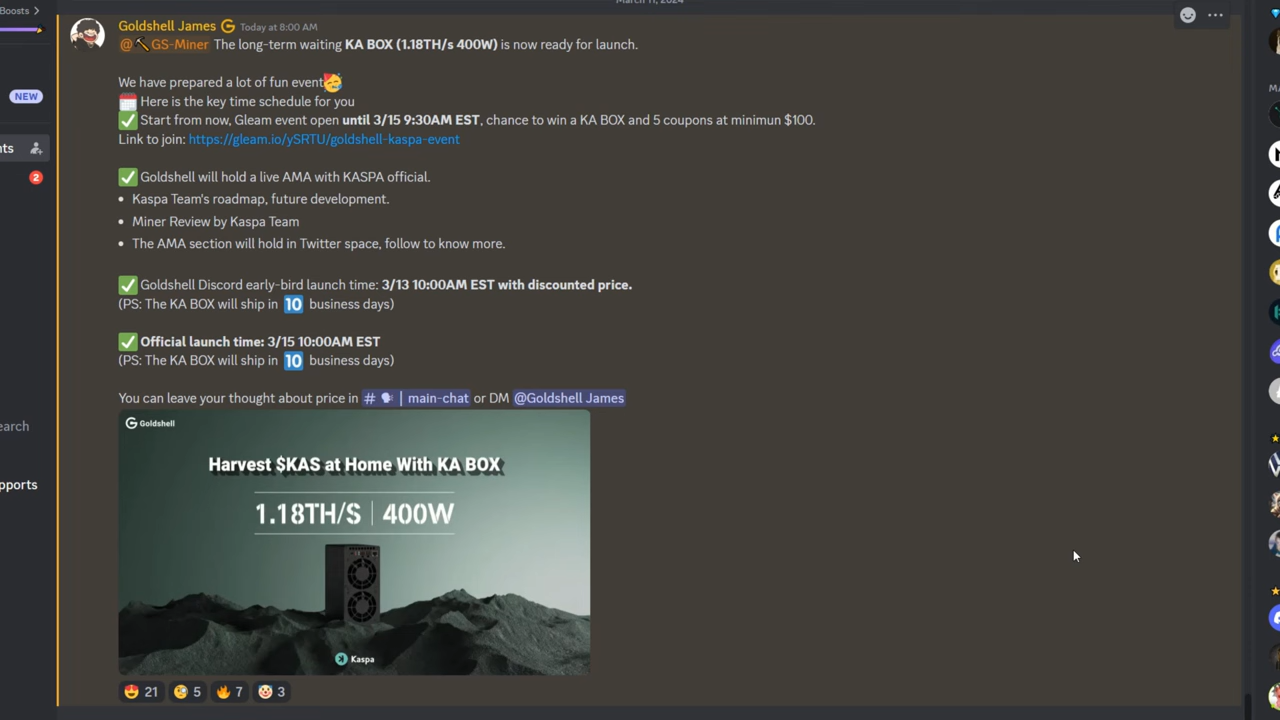 Boosts
March 11, 2024
Goldshell James Today at 8:00 AM
@GS-Miner The long-term waiting KA BOX (1.18TH/s 400W) is now ready for launch.
NEW
We have prepared a lot of fun event
Here is the key time schedule for you
Start from now, Gleam event open until 3/15 9:30AM EST, chance to win a KA BOX and 5 coupons at minimun $100.
nts
Link to join: https://gleam.io/ySRTU/goldshell-kaspa-event
2
Goldshell will hold a live AMA with KASPA official.
• Kaspa Team's roadmap, future development.
• Miner Review by Kaspa Team
• The AMA section will hold in Twitter space, follow to know more.
Goldshell Discord early-bird launch time: 3/13 10:00AM EST with discounted price.
(PS: The KA BOX will ship in 10 business days)
Official launch time: 3/15 10:00AM EST
(PS: The KA BOX will ship in 10 business days)
You can leave your thought about price in # | main-chat or DM @Goldshell James
earch
pports
Goldshell
Harvest $KAS at Home With KA BOX
1.18TH/S | 400W
Kaspa
21 5 7 3